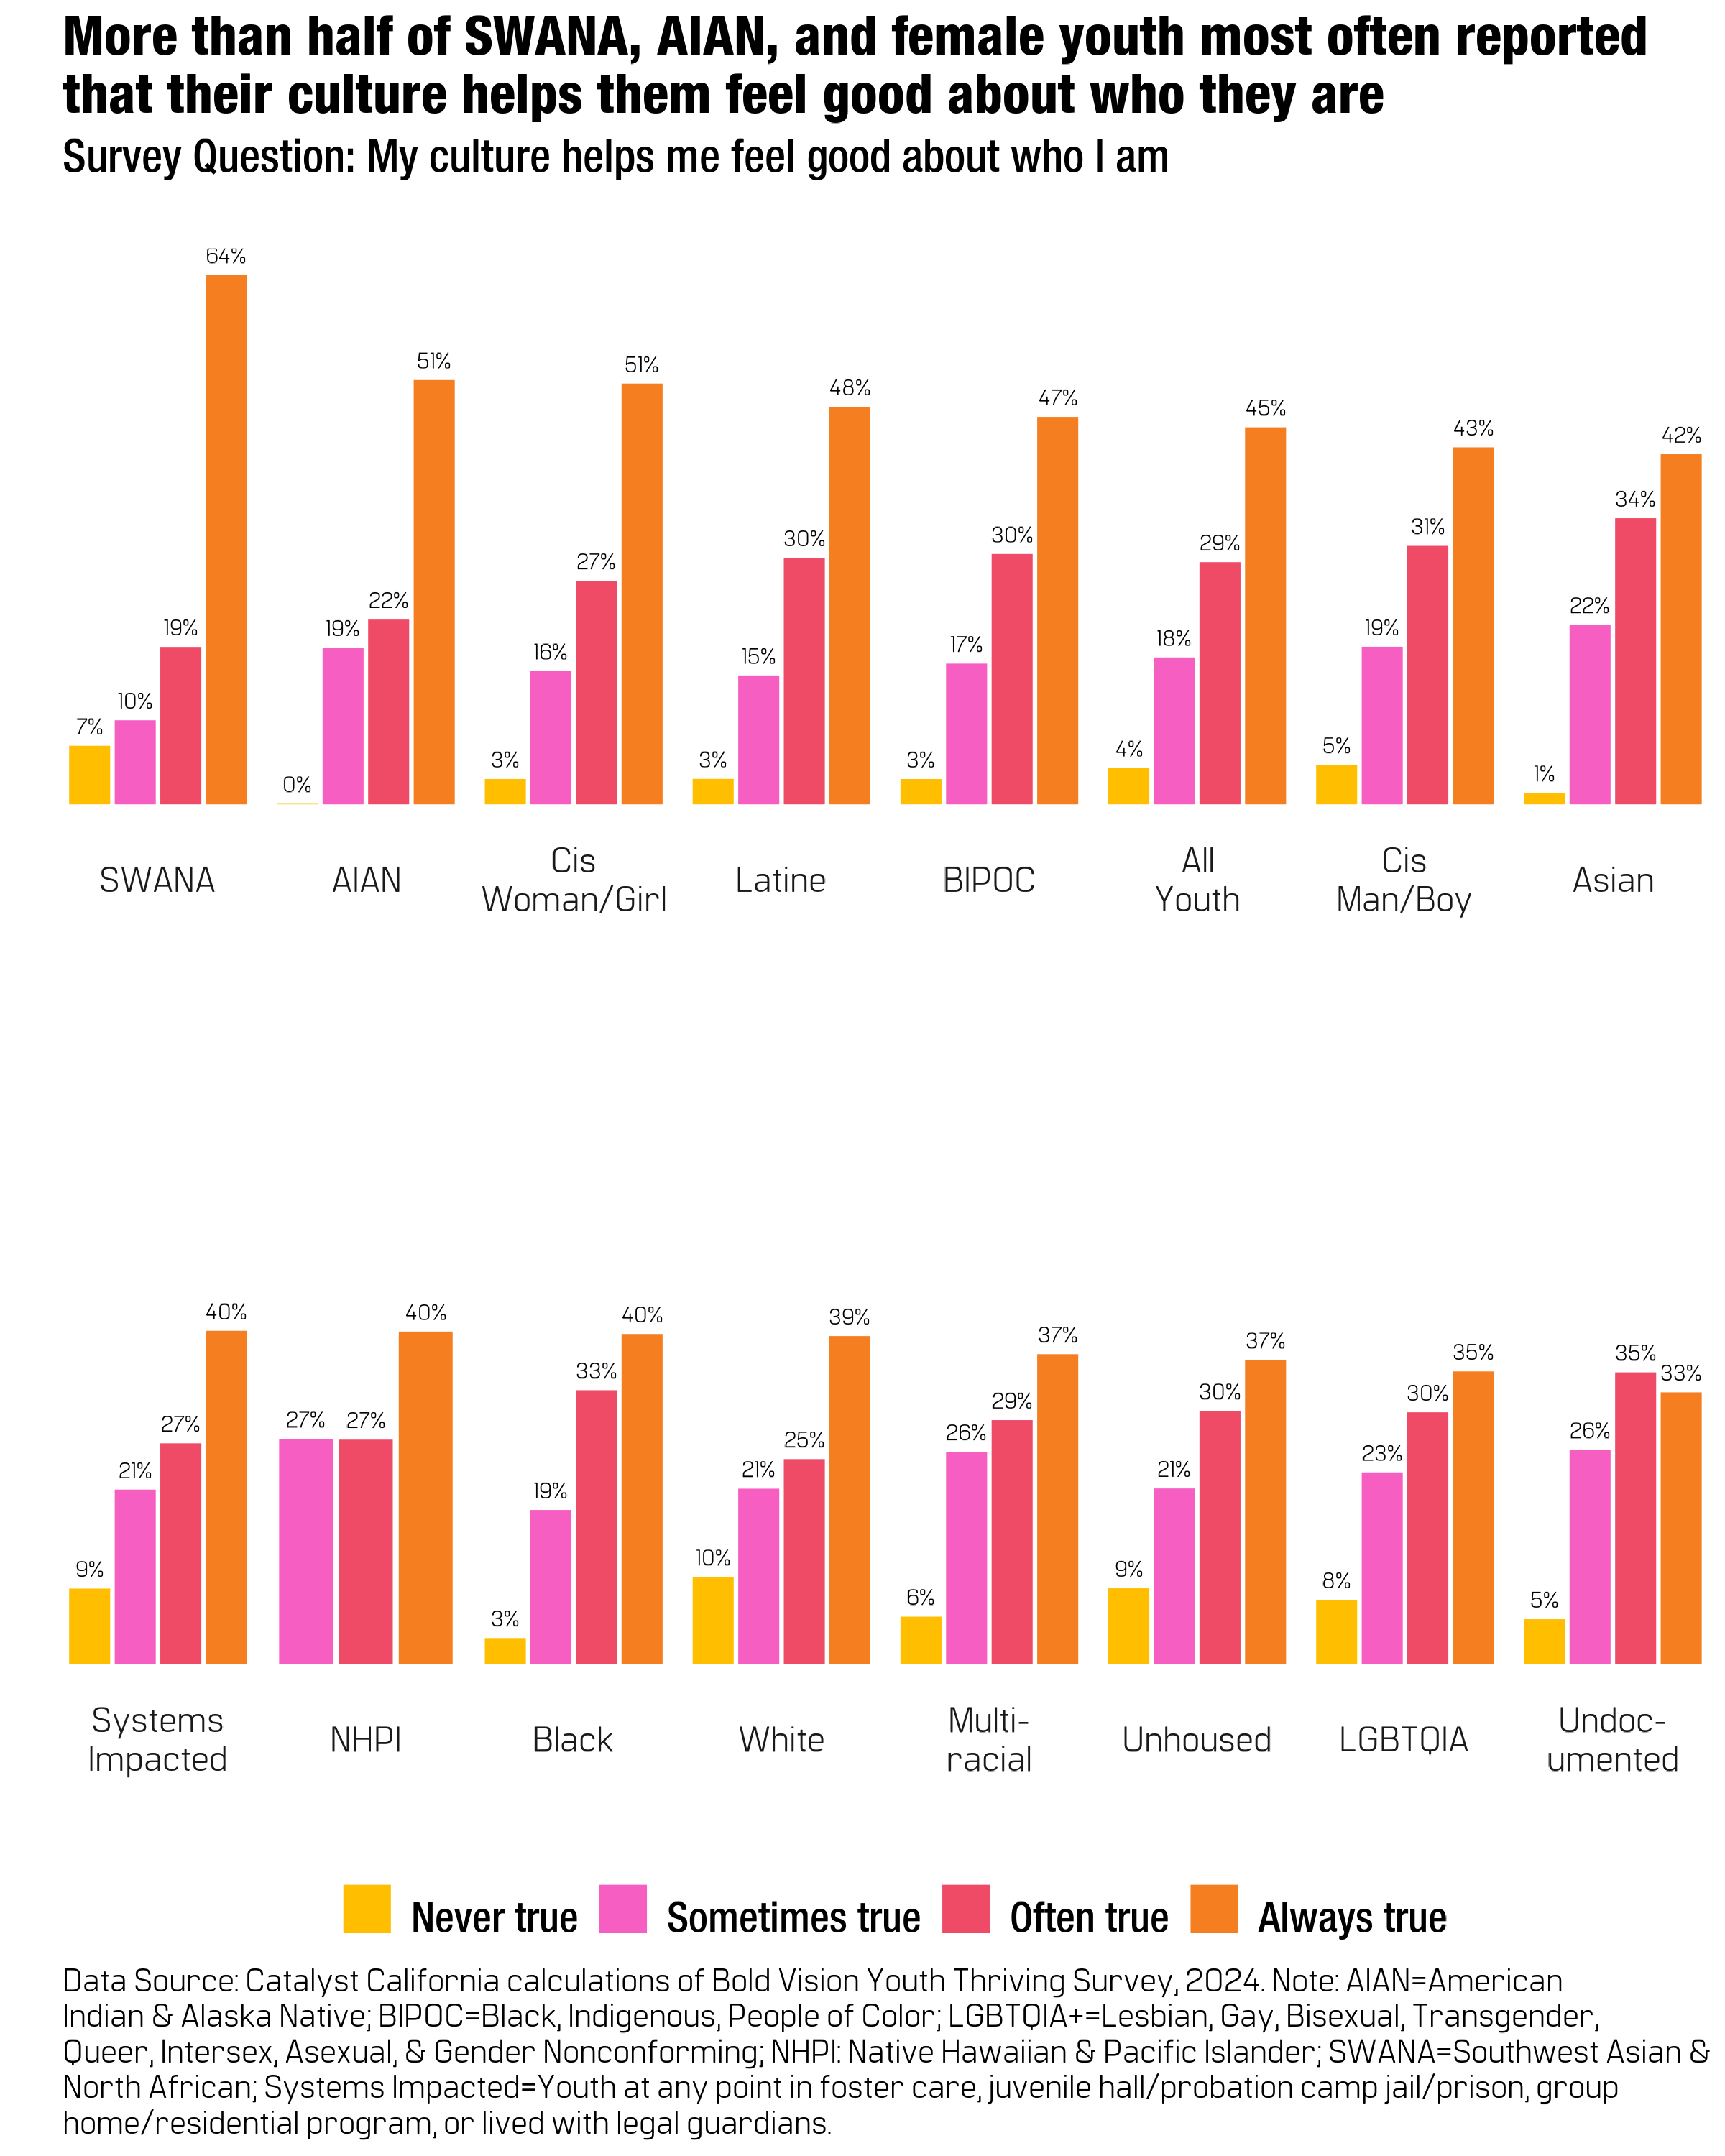 More than half of SWANA, AIAN, and female youth most often reported
that their culture helps them feel good about who they are
Survey Question: My culture helps me feel good about who I am
64%
51%
51%
48%
47%
45%
43%
42%
34%
31%
30%
30%
29%
27%
22%
22%
19%
19%
19%
18%
17%
16%
15%
10%
7%
5%
4%
3%
3%
3%
1%
0%
SWANA
AIAN
Cis
Woman/Girl
Latine
BIPOC
All
Youth
Cis
Man/Boy
Asian
9%
21%
27%
40%
27%
27%
40%
3%
19%
33%
40%
10%
21%
25%
39%
6%
26%
29%
37%
9%
21%
30%
37%
8%
23%
30%
35%
5%
26%
35%
33%
Systems
Impacted
NHPI
Black
White
Multi-
racial
Unhoused
LGBTQIA
Undoc-
umented
Never true
Sometimes true
Often true
Always true
Data Source: Catalyst California calculations of Bold Vision Youth Thriving Survey, 2024. Note: AIAN=American
Indian & Alaska Native; BIPOC=Black, Indigenous, People of Color; LGBTQIA+=Lesbian, Gay, Bisexual, Transgender,
Queer, Intersex, Asexual, & Gender Nonconforming; NHPI: Native Hawaiian & Pacific Islander; SWANA=Southwest Asian &
North African; Systems Impacted=Youth at any point in foster care, juvenile hall/probation camp jail/prison, group
home/residential program, or lived with legal guardians.